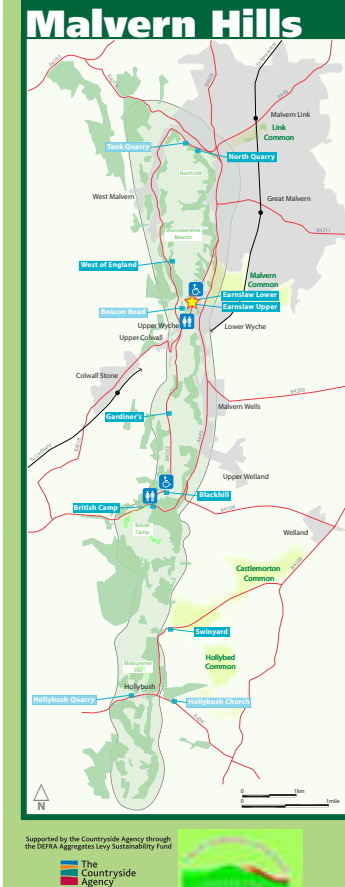 Malvern Hills
A449
Malvern Link
Link
Common
Tank Quarry
North Quarry
North Hill
West Malvern
Great Malvern
B4211
Worcestershire
Beacon
West of England
Malvern
Common
Earnslaw Lower
Earnslaw Upper
Beacon Road
Upper Wyche
Lower Wyche
Upper Colwall
Colwall Stone
Malvern Wells
Gardiner's
Upper Welland
Blackhill
British Camp
B4104
British
Camp
Welland
Castlemorton
Common
Swinyard
Hollybed
Common
Midsummer
Hill
Hollybush
Hollybush Quarry
Hollybush Church
N
0 1km
0 1mile
Supported by the Countryside Agency through
the DEFRA Aggregates Levy Sustainability Fund
The
Countryside
Agency